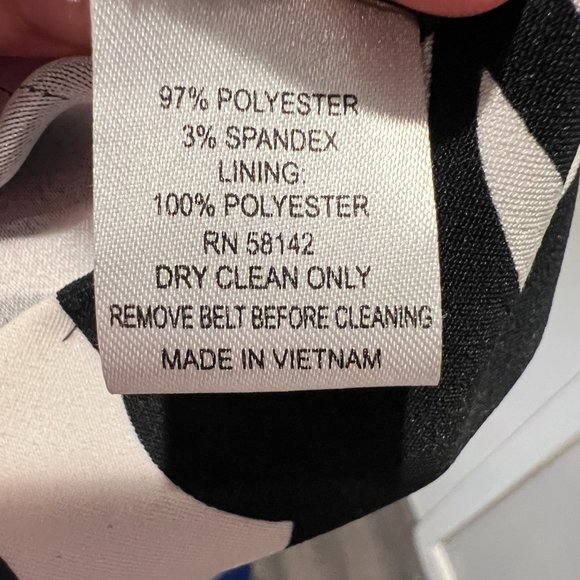 97% POLYESTER
3% SPANDEX
LINING:
100% POLYESTER
RN 58142
DRY CLEAN ONLY
REMOVE BELT BEFORE CLEANING
MADE IN VIETNAM